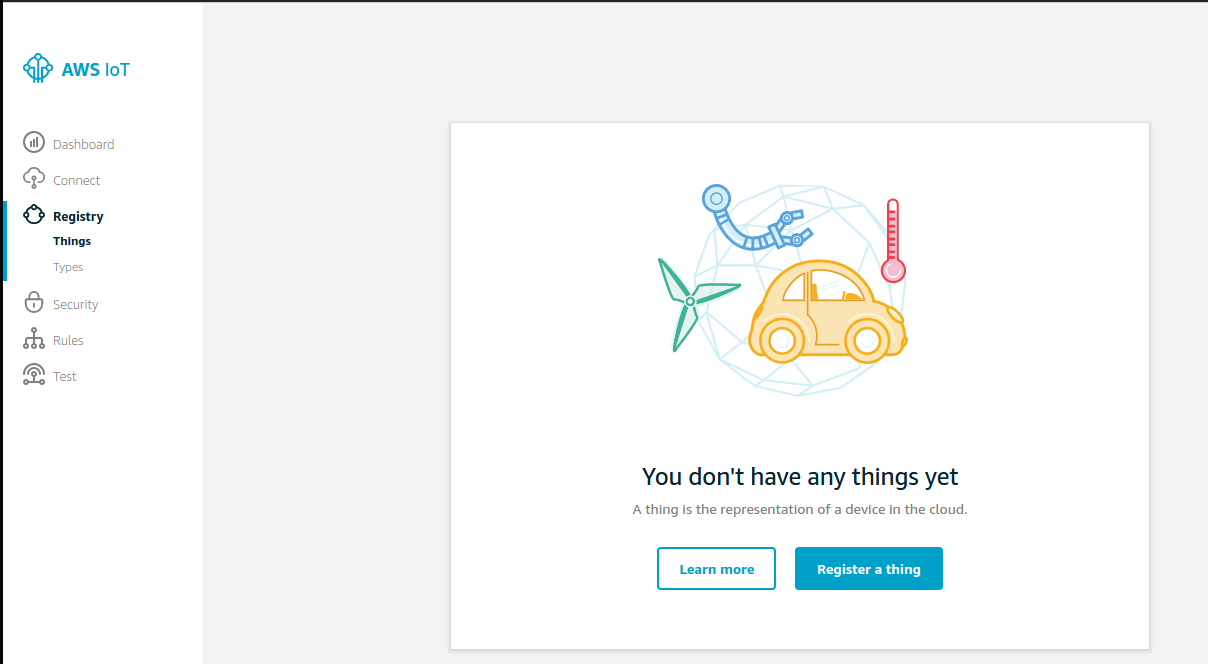 AWS IoT
Dashboard
Connect
Registry
Things
Types
Security
Rules
Test
You don't have any things yet
A thing is the representation of a device in the cloud.
Learn more
Register a thing